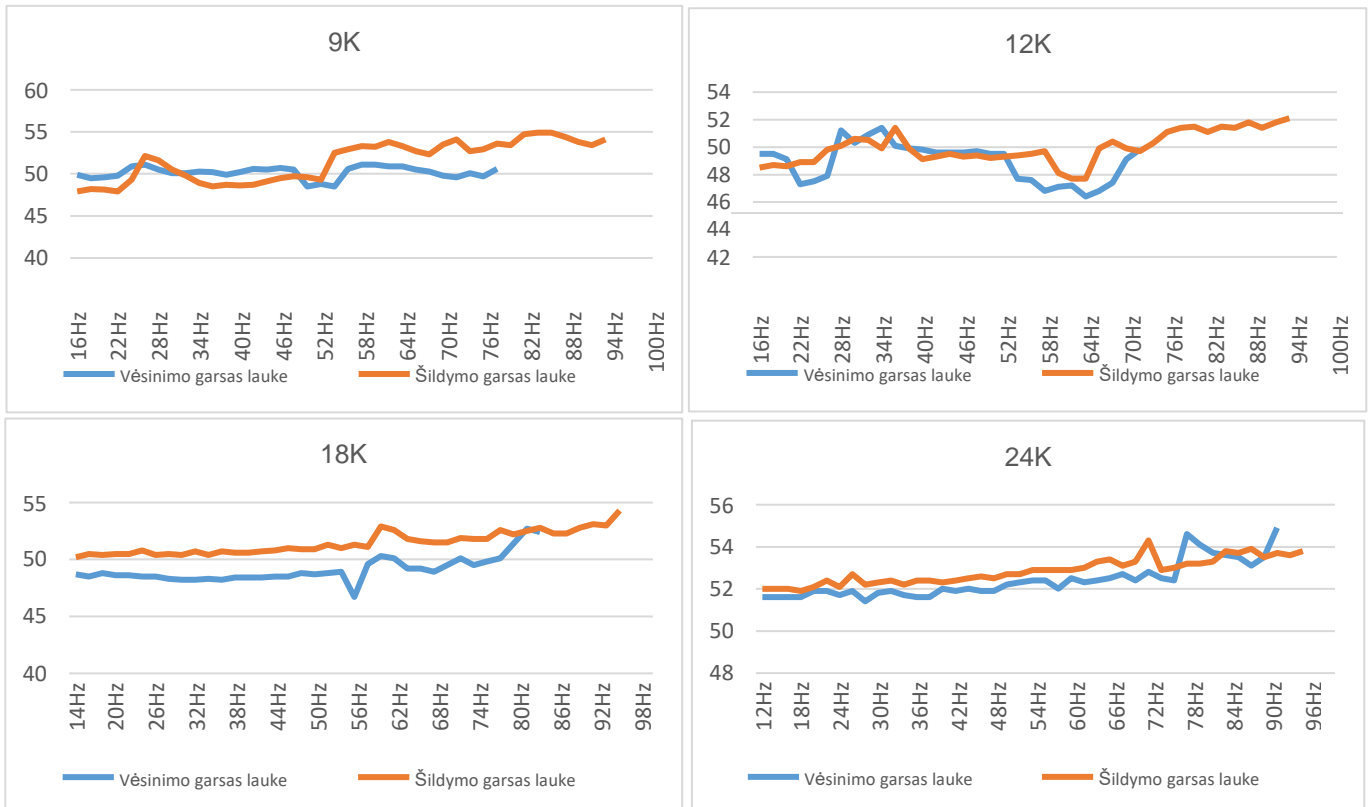 9K
60
55
50
45
40
16Hz
22Hz
28Hz
34Hz
40Hz
46Hz
52Hz
58Hz
64Hz
70Hz
76Hz
82Hz
88Hz
94Hz
100Hz
Vėsinimo garsas lauke
Šildymo garsas lauke
12K
54
52
50
48
46
44
42
16Hz
22Hz
28Hz
34Hz
40Hz
46Hz
52Hz
58Hz
64Hz
70Hz
76Hz
82Hz
88Hz
94Hz
100Hz
Vėsinimo garsas lauke
Šildymo garsas lauke
18K
55
50
45
40
14Hz
20Hz
26Hz
32Hz
38Hz
44Hz
50Hz
56Hz
62Hz
68Hz
74Hz
80Hz
86Hz
92Hz
98Hz
Vėsinimo garsas lauke
Šildymo garsas lauke
24K
56
54
52
50
48
12Hz
18Hz
24Hz
30Hz
36Hz
42Hz
48Hz
54Hz
60Hz
66Hz
72Hz
78Hz
84Hz
90Hz
96Hz
Vėsinimo garsas lauke
Šildymo garsas lauke